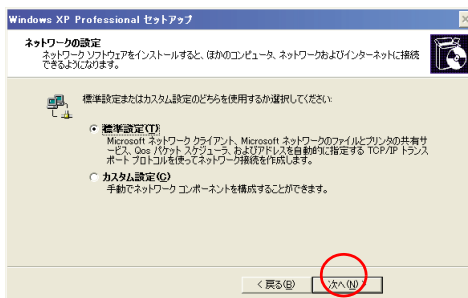 Windows XP Professional セットアップ
ネットワークの設定
ネットワーク ソフトウェアをインストールすると、ほかのコンピュータ、ネットワークおよびインターネットに接続
できるようになります。
標準設定またはカスタム設定のどちらを使用するか選択してください:
標準設定(T)
Microsoft ネットワーク クライアント、Microsoft ネットワークのファイルとプリンタの共有サ
ービス、Qos パケット スケジューラ、およびアドレスを自動的に指定する TCP/IP トランス
ポート プロトコルを使ってネットワーク接続を作成します。
カスタム設定(C)
手動でネットワーク コンポーネントを構成することができます。
< 戻る(B)
次へ(N) >